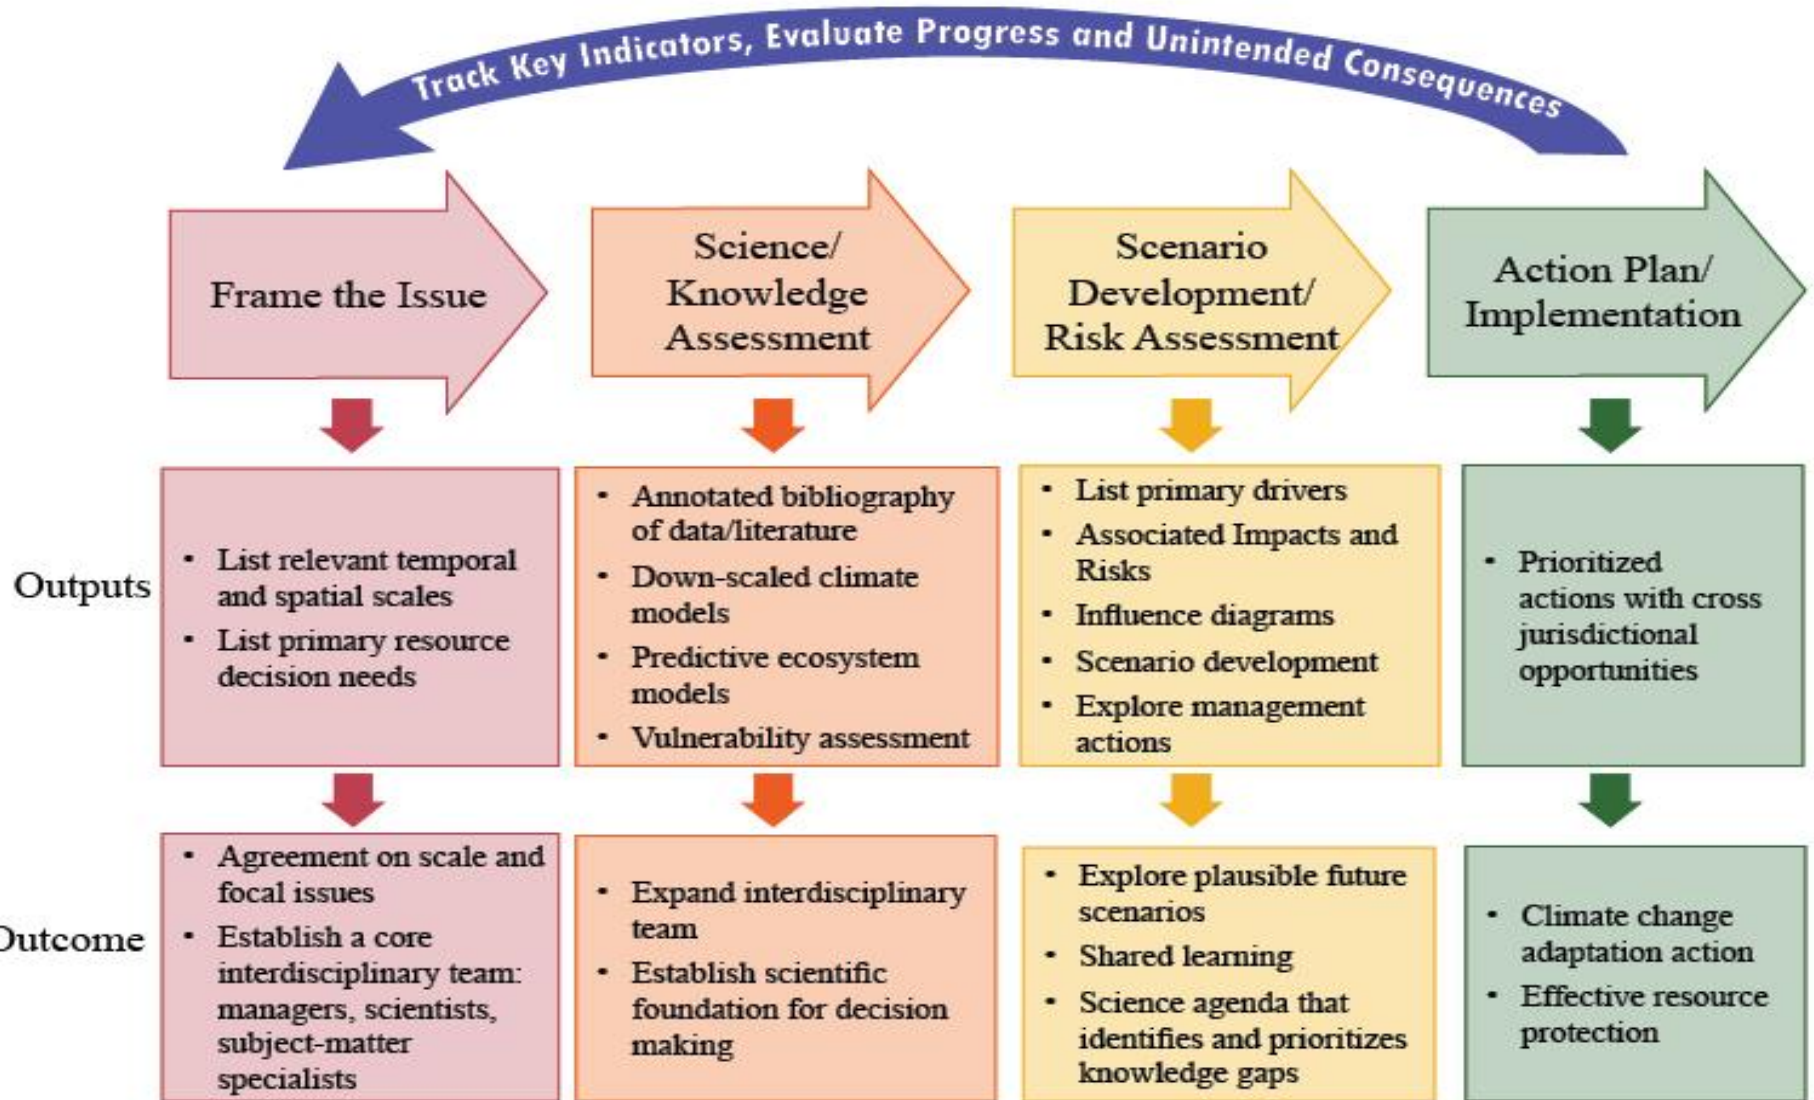 Track Key Indicators, Evaluate Progress and Unintended Consequences
Frame the Issue
Science/
Knowledge
Assessment
Scenario
Development/
Risk Assessment
Action Plan/
Implementation
Outputs
• List relevant temporal
and spatial scales
• List primary resource
decision needs
• Annotated bibliography
of data/literature
• Down-scaled climate
models
• Predictive ecosystem
models
• Vulnerability assessment
• List primary drivers
• Associated Impacts and
Risks
• Influence diagrams
• Scenario development
• Explore management
actions
• Prioritized
actions with cross
jurisdictional
opportunities
Outcome
• Agreement on scale and
focal issues
• Establish a core
interdisciplinary team:
managers, scientists,
subject-matter
specialists
• Expand interdisciplinary
team
• Establish scientific
foundation for decision
making
• Explore plausible future
scenarios
• Shared learning
• Science agenda that
identifies and prioritizes
knowledge gaps
• Climate change
adaptation action
• Effective resource
protection